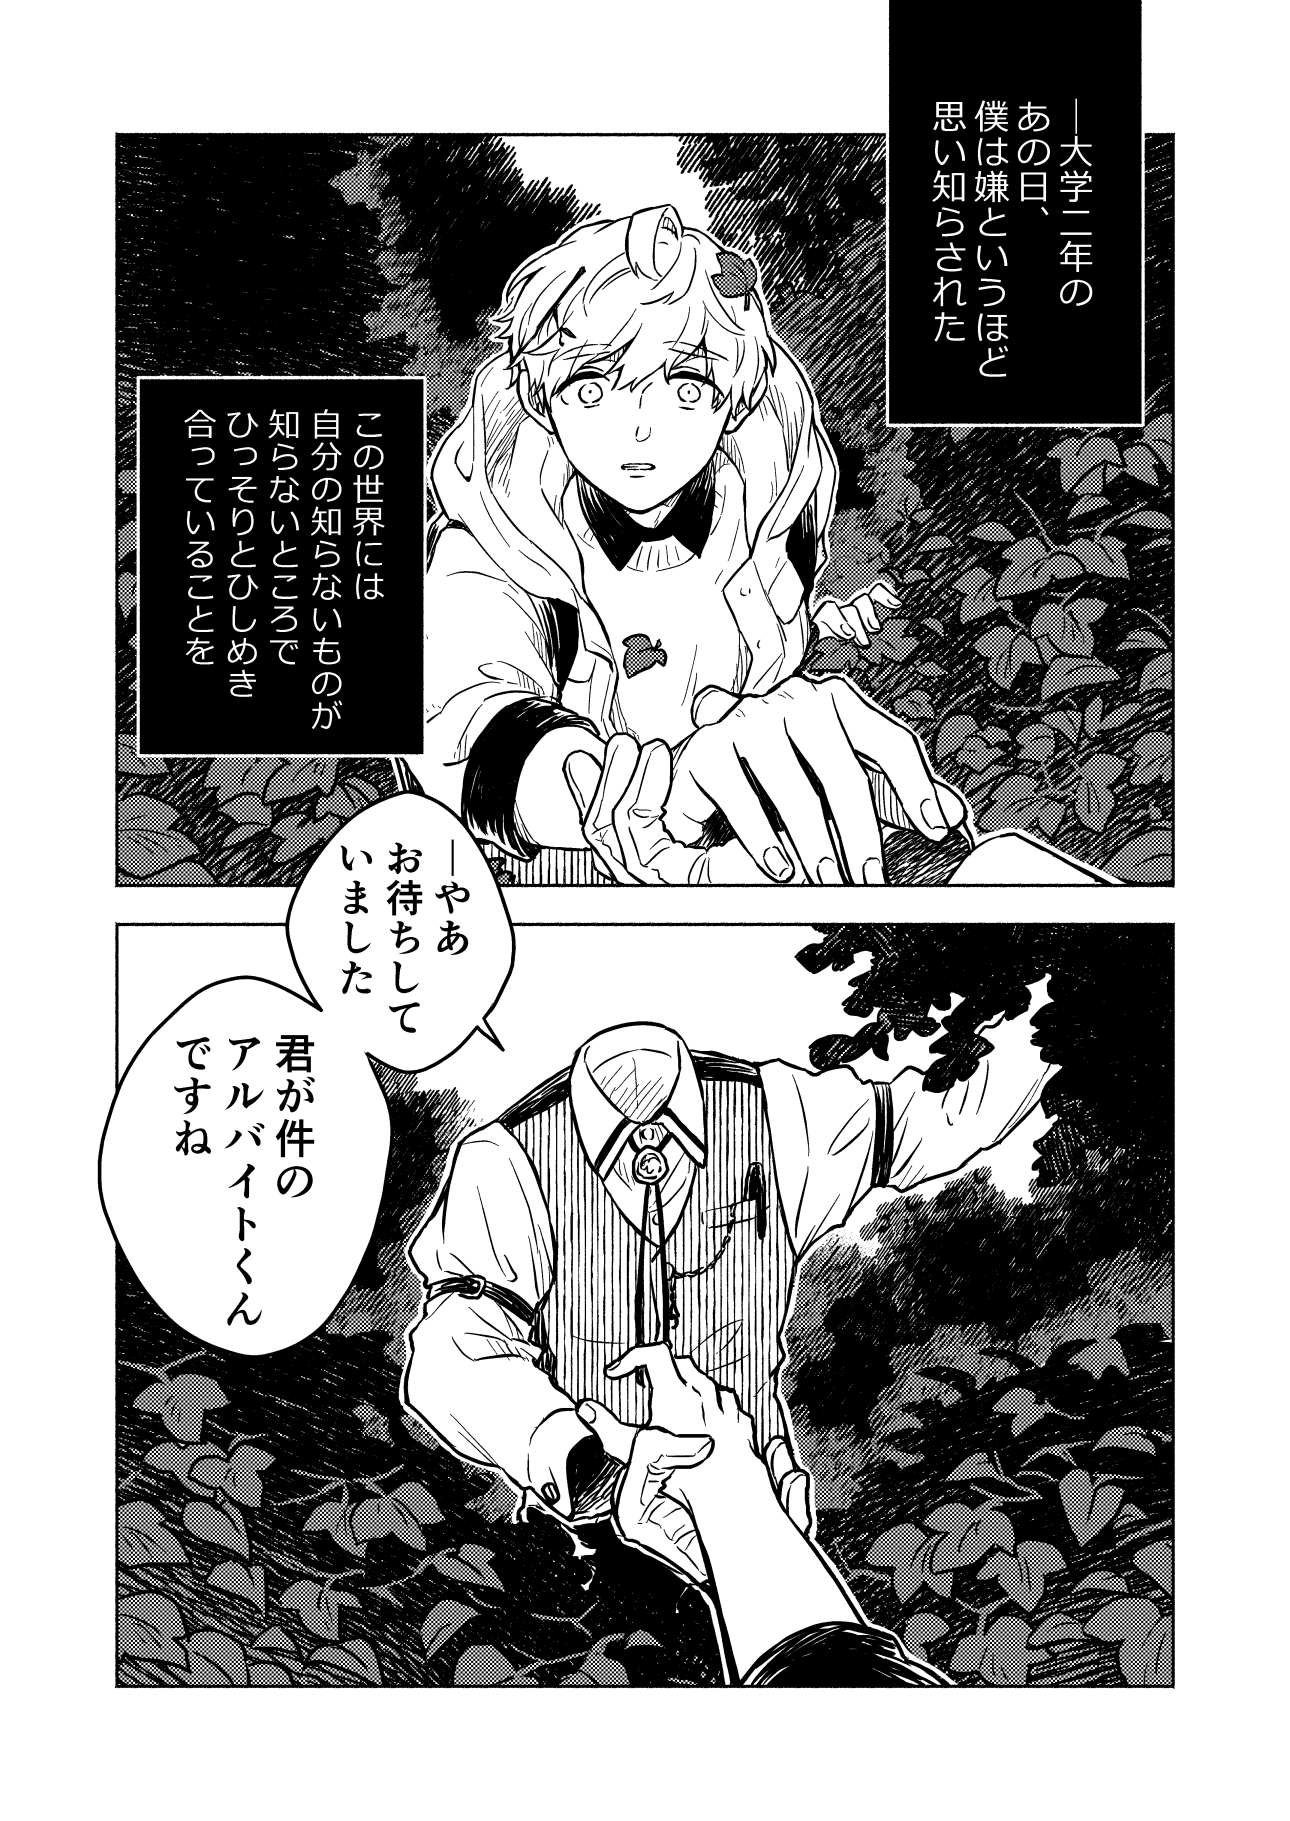 ―大学二年の
あの日、
僕は嫌というほど
思い知らされた
この世界には
自分の知らないものが
知らないところで
ひっそりとひしめき
合っていることを
―やあ
お待ちして
いました
君が件の
アルバイトくん
ですね